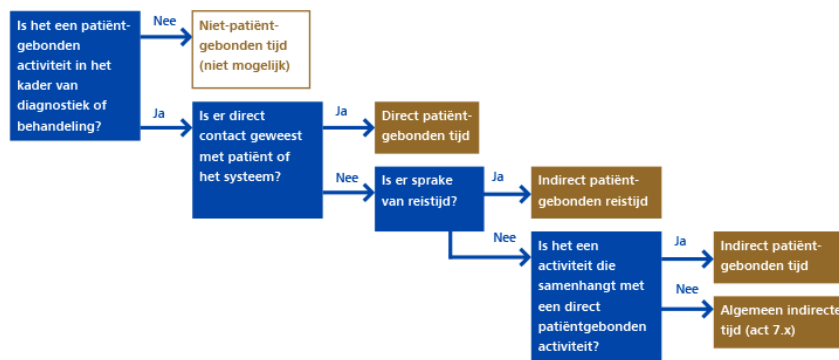 Is het een patiënt-
gebonden
activiteit in het
kader van
diagnostiek of
behandeling?
Nee
Niet-patiënt-
gebonden tijd
(niet mogelijk)
Ja
Is er direct
contact geweest
met patiënt of
het systeem?
Ja
Direct patiënt-
gebonden tijd
Nee
Is er sprake
van reistijd?
Ja
Indirect patiënt-
gebonden reistijd
Nee
Is het een
activiteit die
samenhangt met
een direct
patiëntgebonden
activiteit?
Ja
Indirect patiënt-
gebonden tijd
Nee
Algemeen indirecte
tijd (act 7.x)